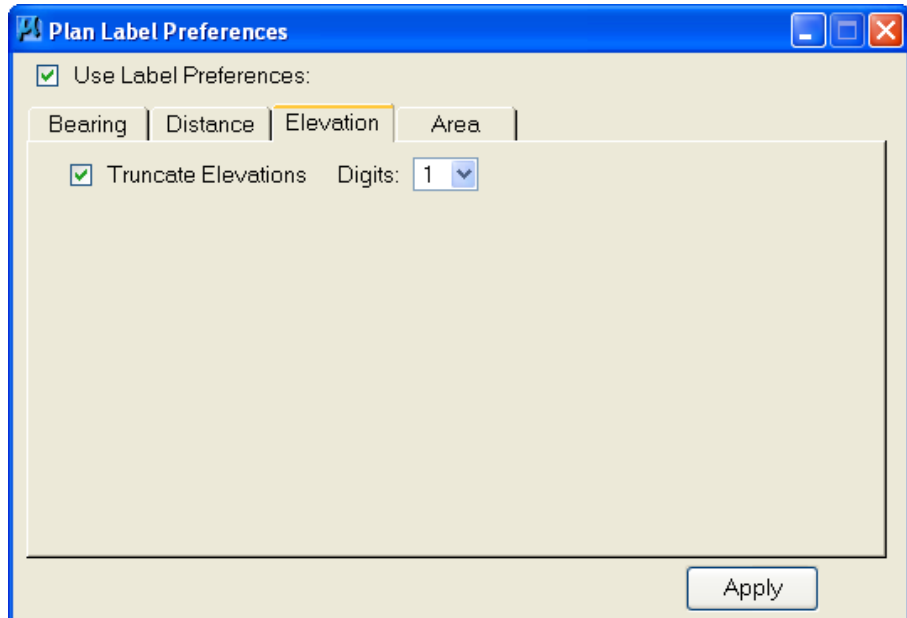 Plan Label Preferences
Use Label Preferences:
Bearing Distance Elevation Area
Truncate Elevations Digits: 1
Apply